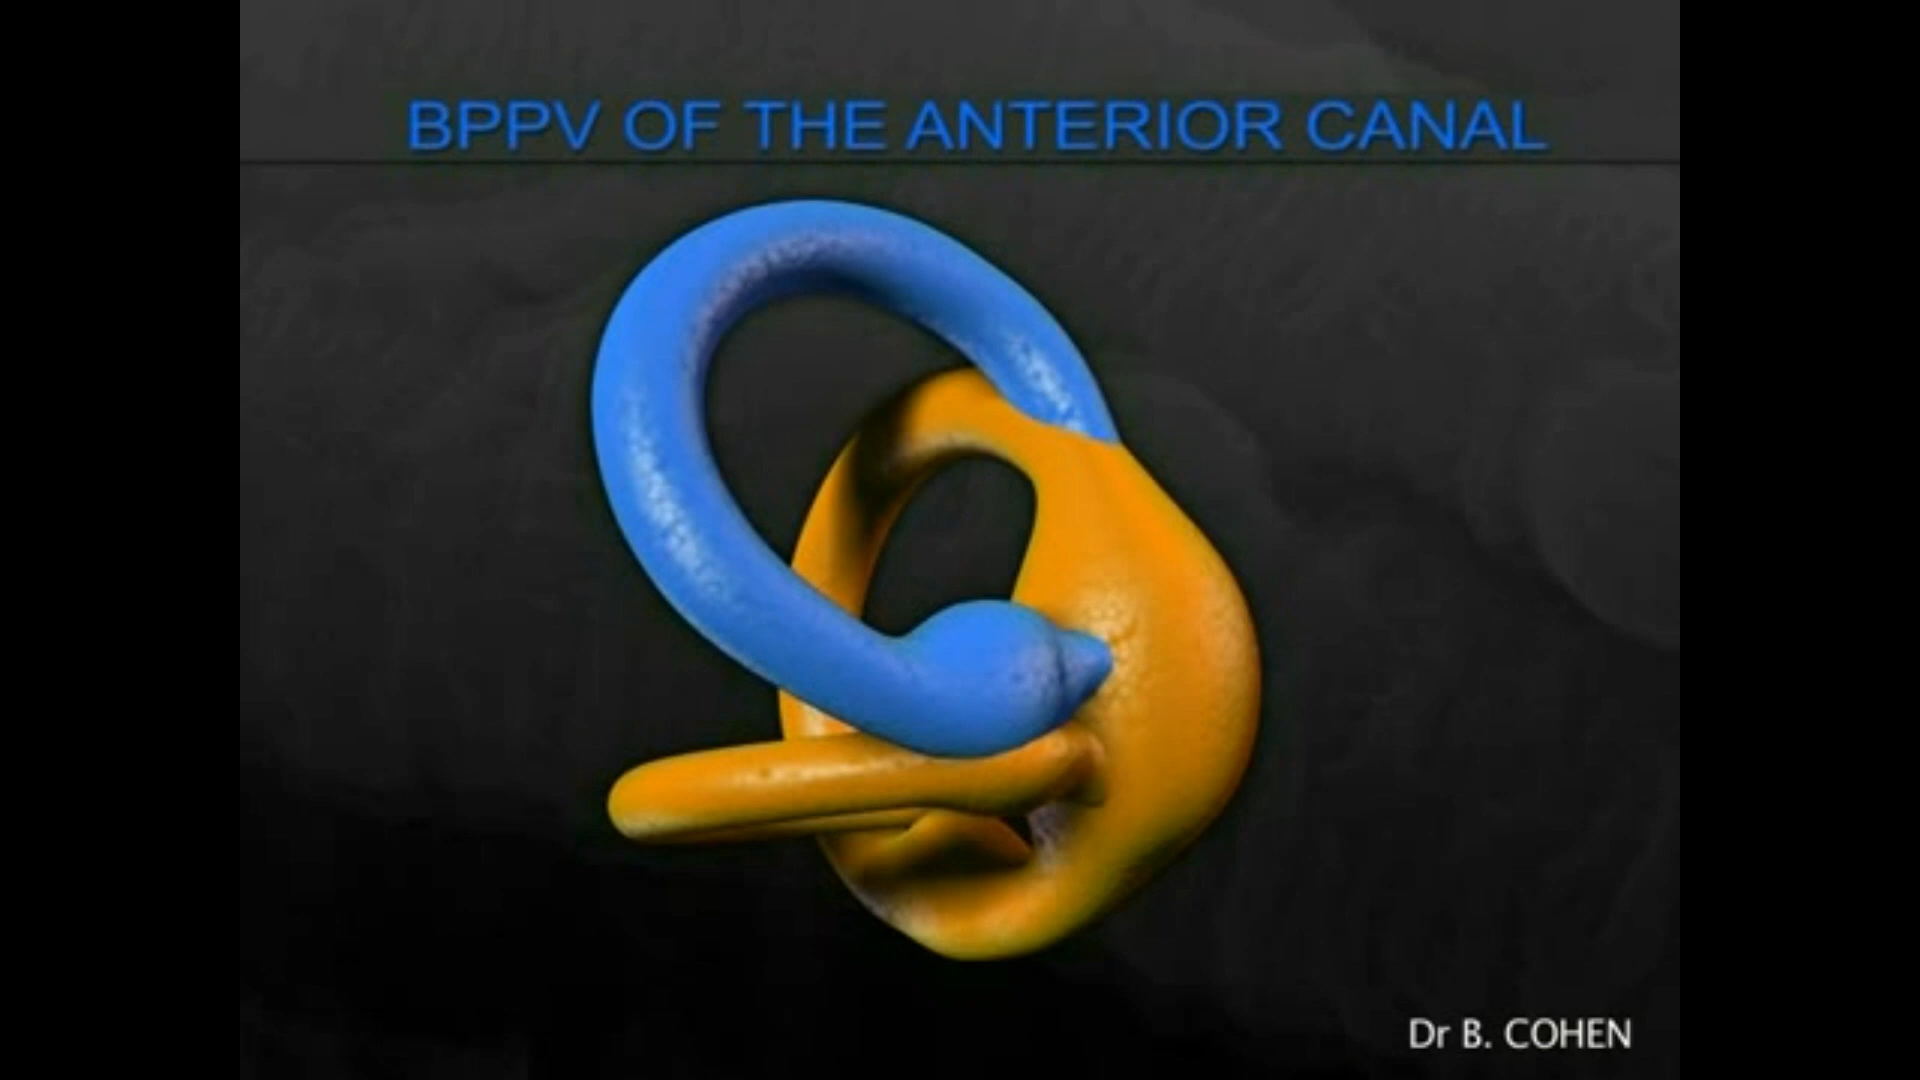 BPPV OF THE ANTERIOR CANAL
Dr B. COHEN